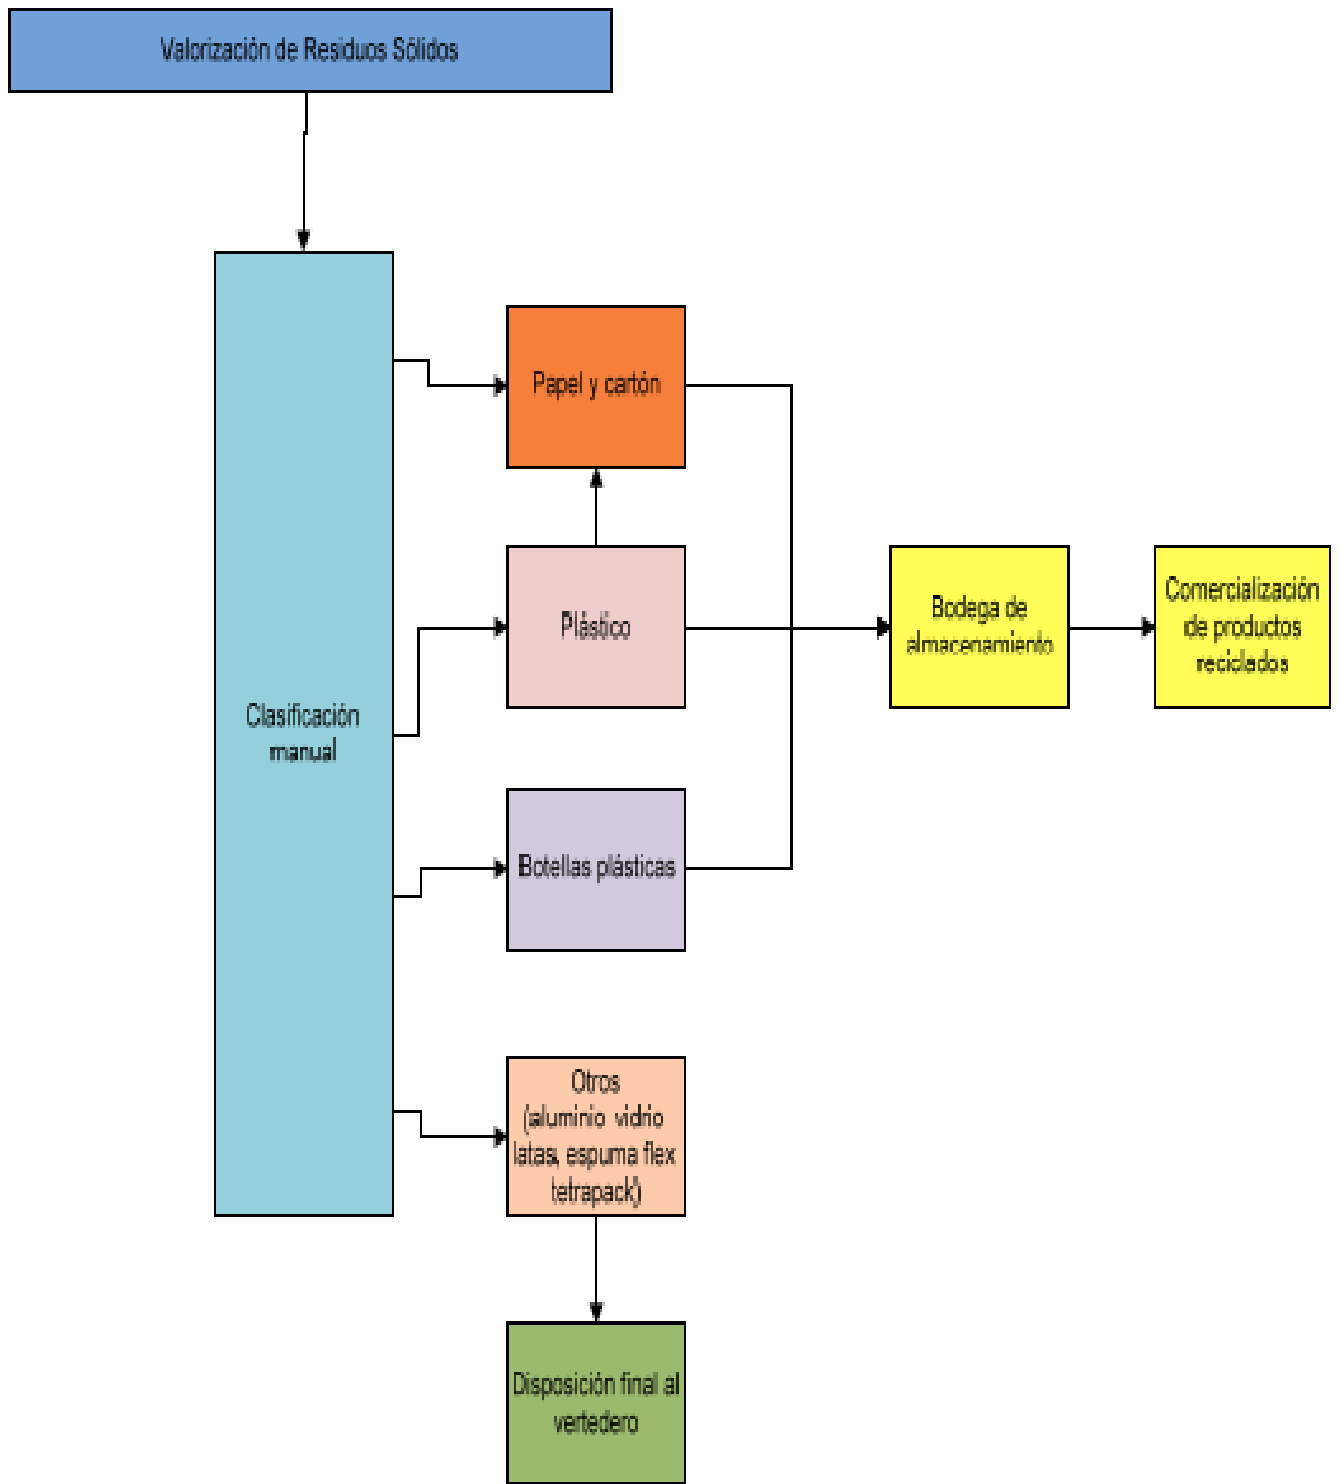 Valorización de Residuos Sólidos
Clasificación
manual
Papel y cartón
Plástico
Botellas plásticas
Otros
(aluminio vidrio
latas, espuma flex
tetrapack)
Disposición final al
vertedero
Bodega de
almacenamiento
Comercialización
de productos
reciclados